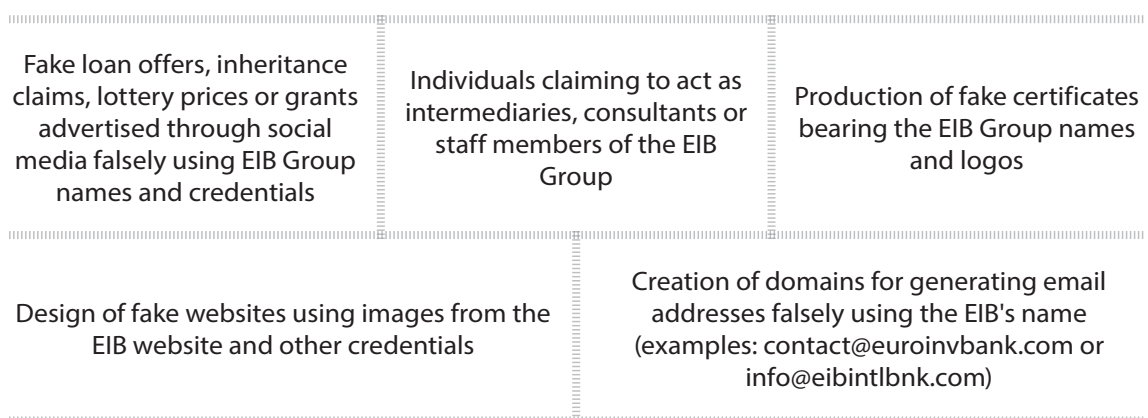 Fake loan offers, inheritance
claims, lottery prices or grants
advertised through social
media falsely using EIB Group
names and credentials
Individuals claiming to act as
intermediaries, consultants or
staff members of the EIB
Group
Production of fake certificates
bearing the EIB Group names
and logos
Design of fake websites using images from the
EIB website and other credentials
Creation of domains for generating email
addresses falsely using the EIB's name
(examples: contact@euroinvbank.com or
info@eibintlbnk.com)